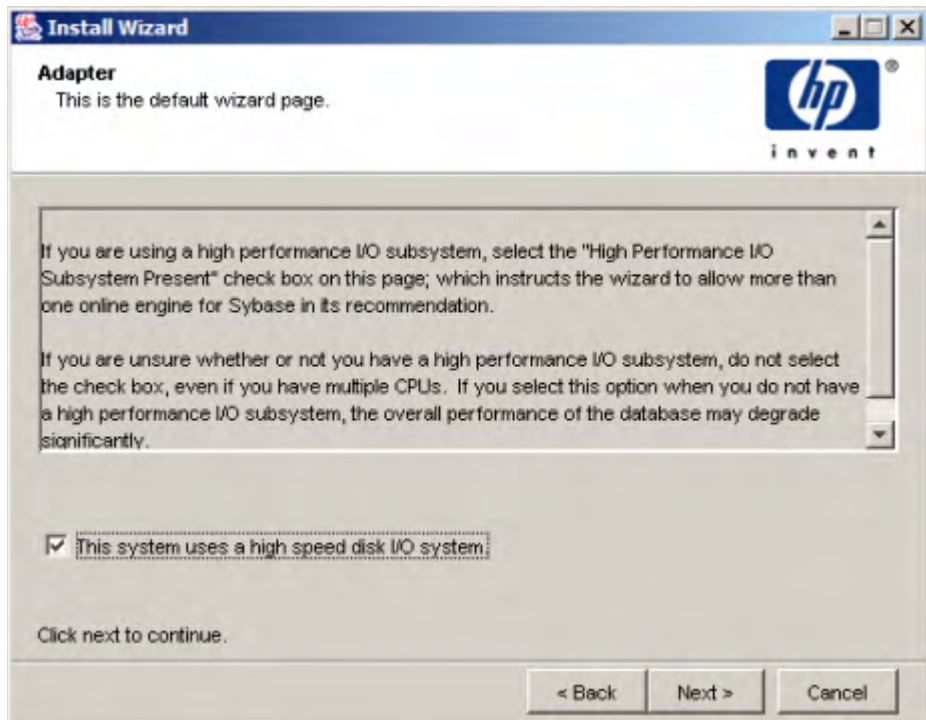 Install Wizard
Adapter
This is the default wizard page.
hp
®
invent
If you are using a high performance I/O subsystem, select the "High Performance I/O
Subsystem Present" check box on this page; which instructs the wizard to allow more than
one online engine for Sybase in its recommendation.
If you are unsure whether or not you have a high performance I/O subsystem, do not select
the check box, even if you have multiple CPUs. If you select this option when you do not have
a high performance I/O subsystem, the overall performance of the database may degrade
significantly.
This system uses a high speed disk I/O system.
Click next to continue.
< Back
Next >
Cancel